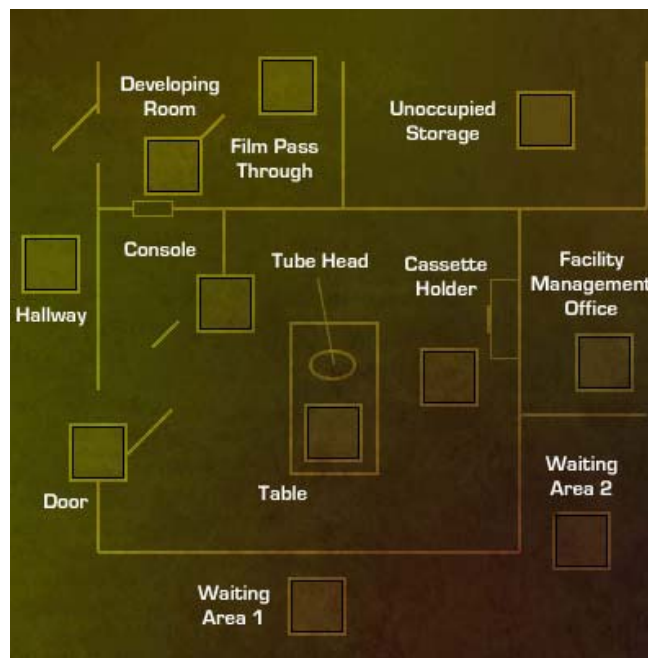 Developing
Room
Film Pass
Through
Unoccupied
Storage
Console
Tube Head
Cassette
Holder
Facility
Management
Office
Hallway
Door
Table
Waiting
Area 2
Waiting
Area 1